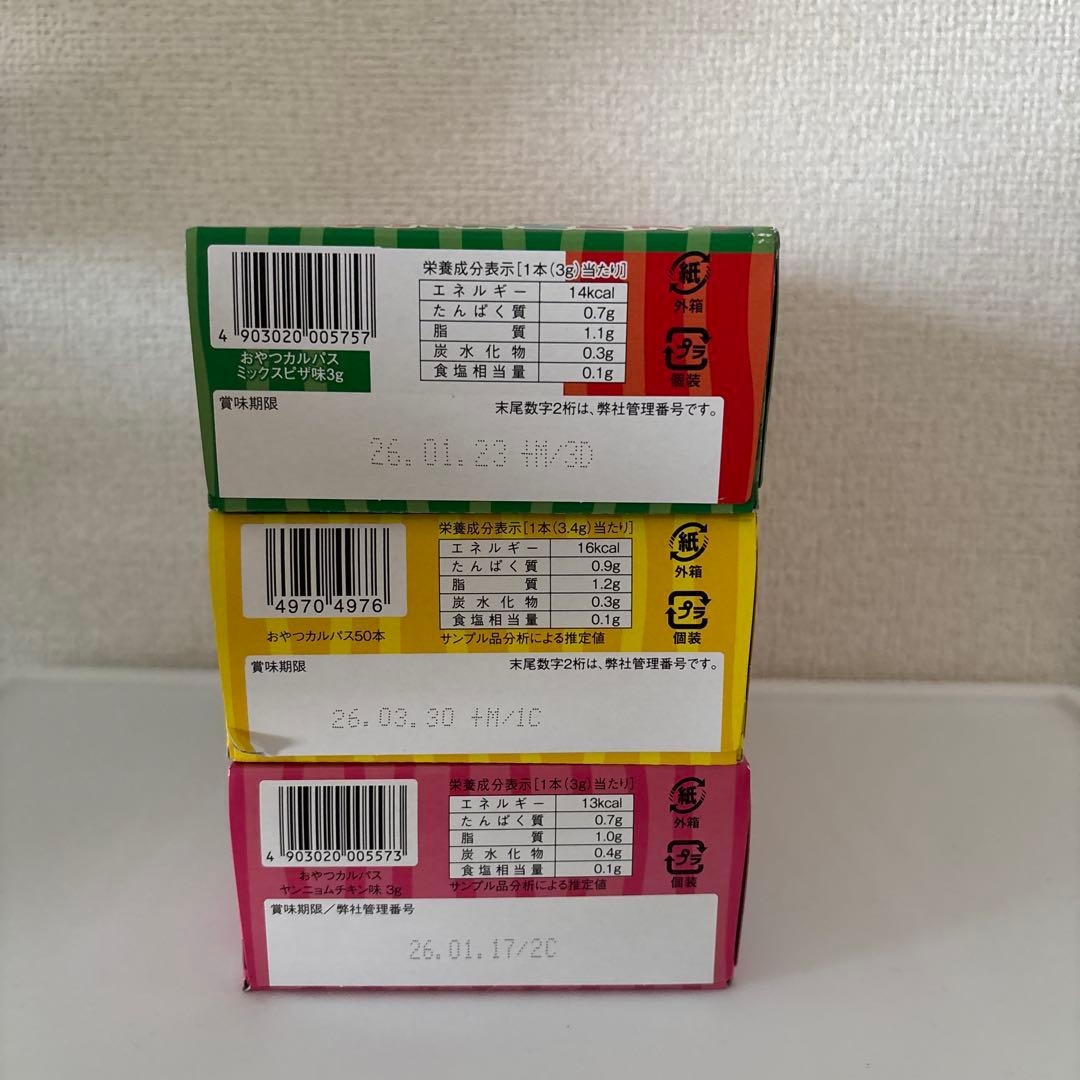 栄養成分表示[1本(3g)当たり]
エネルギー 14kcal
たんぱく質 0.7g
脂質 1.1g
炭水化物 0.3g
食塩相当量 0.1g
4 903020 005757
おやつカルパス
ミックスピザ味3g
紙
外箱
プラ
個装
賞味期限 末尾数字2桁は、弊社管理番号です。
26.01.23 +M/3D
栄養成分表示[1本(3.4g)当たり]
エネルギー 16kcal
たんぱく質 0.9g
脂質 1.2g
炭水化物 0.3g
食塩相当量 0.1g
サンプル品分析による推定値
4970 4976
おやつカルパス50本
紙
外箱
プラ
個装
賞味期限 末尾数字2桁は、弊社管理番号です。
26.03.30 +M/1C
栄養成分表示[1本(3g)当たり]
エネルギー 13kcal
たんぱく質 0.7g
脂質 1.0g
炭水化物 0.4g
食塩相当量 0.1g
サンプル品分析による推定値
4 903020 005573
おやつカルパス
ヤンニョムチキン味 3g
紙
外箱
プラ
個装
賞味期限/弊社管理番号
26.01.17/2C